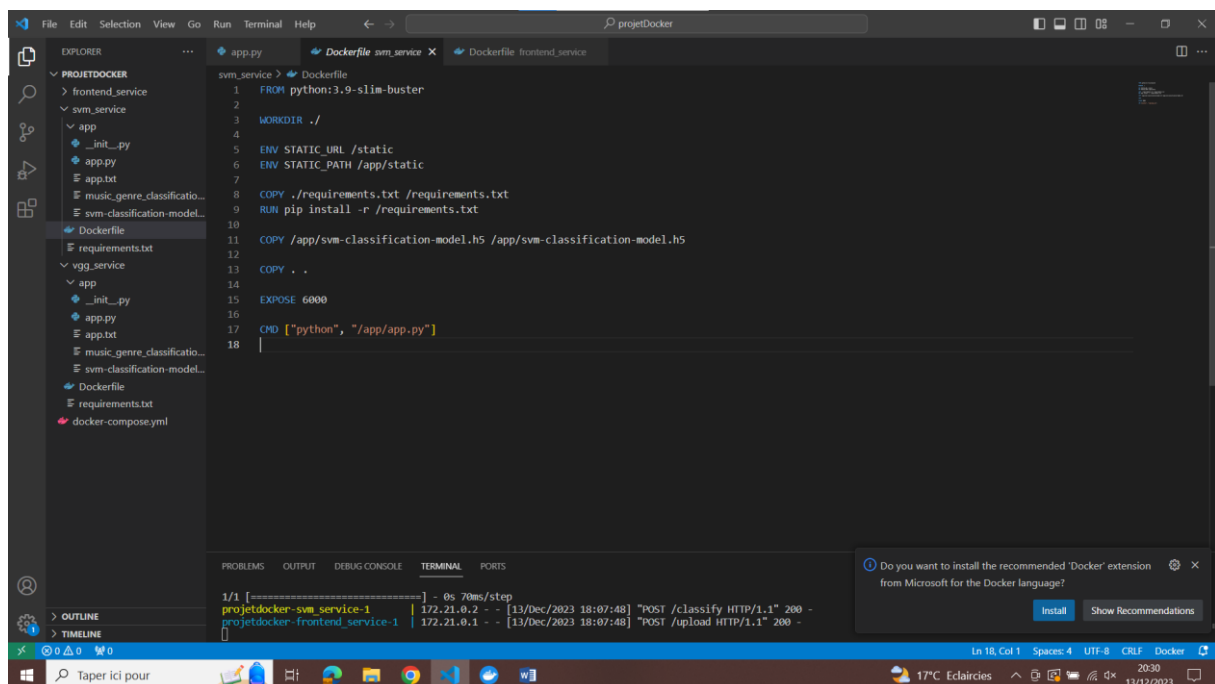 File Edit Selection View Go Run Terminal Help
projetDocker
EXPLORER
PROJETDOCKER
frontend_service
svm_service
app
__init__.py
app.py
app.txt
music_genre_classificatio...
svm-classification-model...
Dockerfile
requirements.txt
vgg_service
app
__init__.py
app.py
app.txt
music_genre_classificatio...
svm-classification-model...
Dockerfile
requirements.txt
docker-compose.yml
OUTLINE
TIMELINE
app.py Dockerfile svm_service Dockerfile frontend_service
svm_service > Dockerfile
1 FROM python:3.9-slim-buster
2
3 WORKDIR ./
4
5 ENV STATIC_URL /static
6 ENV STATIC_PATH /app/static
7
8 COPY ./requirements.txt /requirements.txt
9 RUN pip install -r /requirements.txt
10
11 COPY /app/svm-classification-model.h5 /app/svm-classification-model.h5
12
13 COPY . .
14
15 EXPOSE 6000
16
17 CMD ["python", "/app/app.py"]
18
PROBLEMS OUTPUT DEBUG CONSOLE TERMINAL PORTS
1/1 [==============================] - 0s 70ms/step
projetdocker-svm_service-1 | 172.21.0.2 - - [13/Dec/2023 18:07:48] "POST /classify HTTP/1.1" 200 -
projetdocker-frontend_service-1 | 172.21.0.1 - - [13/Dec/2023 18:07:48] "POST /upload HTTP/1.1" 200 -
Do you want to install the recommended 'Docker' extension
from Microsoft for the Docker language?
Install Show Recommendations
0 0 0 Ln 18, Col 1 Spaces: 4 UTF-8 CRLF Docker
Taper ici pour 17°C Eclaircies 20:30
13/12/2023